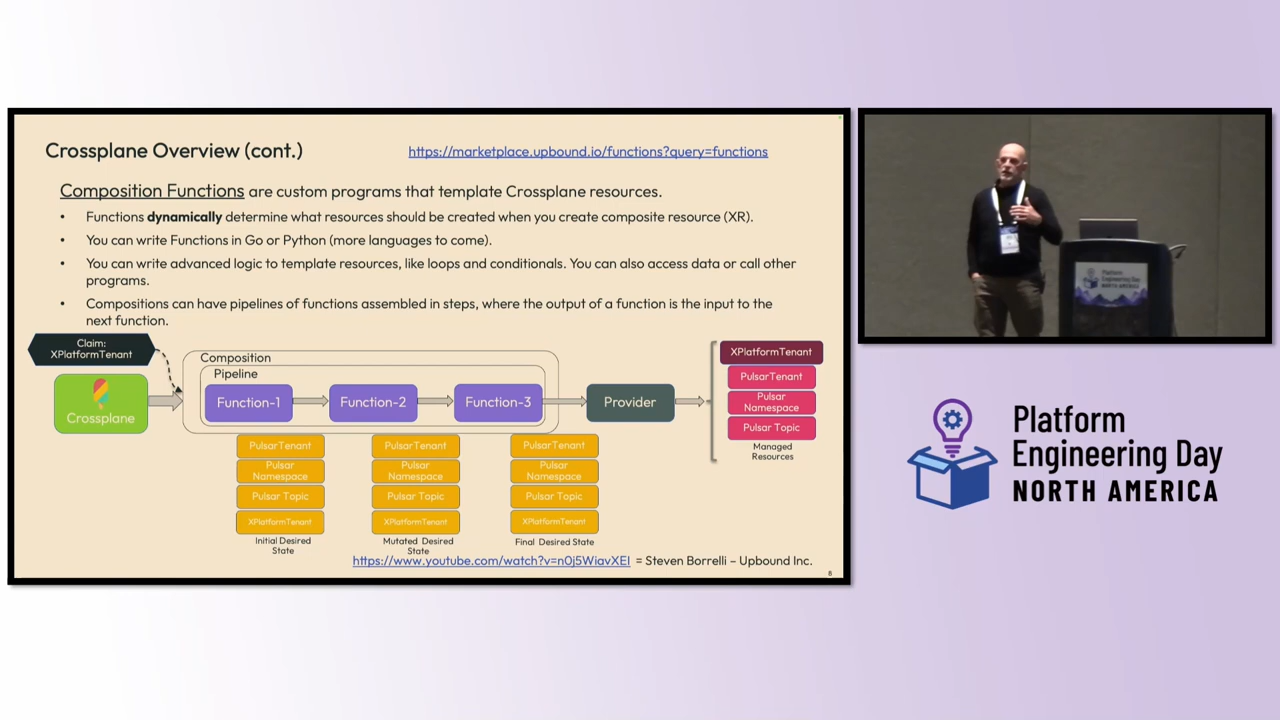 Crossplane Overview (cont.)
https://marketplace.upbound.io/functions?query=functions
Composition Functions are custom programs that template Crossplane resources.
• Functions dynamically determine what resources should be created when you create composite resource (XR).
• You can write Functions in Go or Python (more languages to come).
• You can write advanced logic to template resources, like loops and conditionals. You can also access data or call other
programs.
• Compositions can have pipelines of functions assembled in steps, where the output of a function is the input to the
next function.
Claim:
XPlatformTenant
Crossplane
Composition
Pipeline
Function-1
Function-2
Function-3
Provider
XPlatformTenant
PulsarTenant
Pulsar
Namespace
Pulsar Topic
Managed
Resources
PulsarTenant
Pulsar
Namespace
Pulsar Topic
XPlatformTenant
Initial Desired
State
PulsarTenant
Pulsar
Namespace
Pulsar Topic
XPlatformTenant
Mutated Desired
State
PulsarTenant
Pulsar
Namespace
Pulsar Topic
XPlatformTenant
Final Desired State
https://www.youtube.com/watch?v=n0j5WiavXEI = Steven Borrelli – Upbound Inc.
8
Platform
Engineering Day
NORTH AMERICA
Platform
Engineering Day
NORTH AMERICA